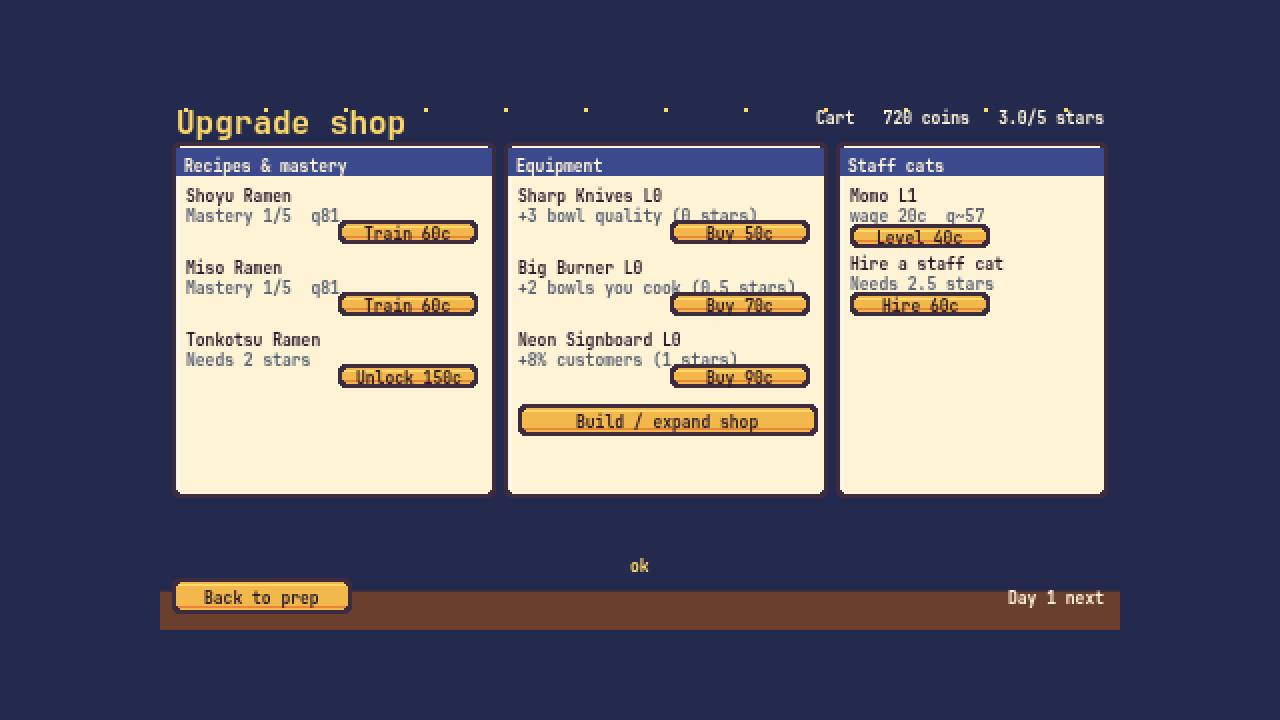 Upgrade shop
Cart 720 coins 3.0/5 stars
Recipes & mastery
Shoyu Ramen
Mastery 1/5 q81
Train 60c
Miso Ramen
Mastery 1/5 q81
Train 60c
Tonkotsu Ramen
Needs 2 stars
Unlock 150c
Equipment
Sharp Knives L0
+3 bowl quality (0 stars)
Buy 50c
Big Burner L0
+2 bowls you cook (0.5 stars)
Buy 70c
Neon Signboard L0
+8% customers (1 stars)
Buy 90c
Build / expand shop
Staff cats
Momo L1
wage 20c q~57
Level 40c
Hire a staff cat
Needs 2.5 stars
Hire 60c
ok
Back to prep
Day 1 next